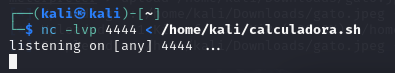 ┌──(kali㉿kali)-[~]
└─$ nc -lvp 4444 < /home/kali/calculadora.sh
listening on [any] 4444 ...